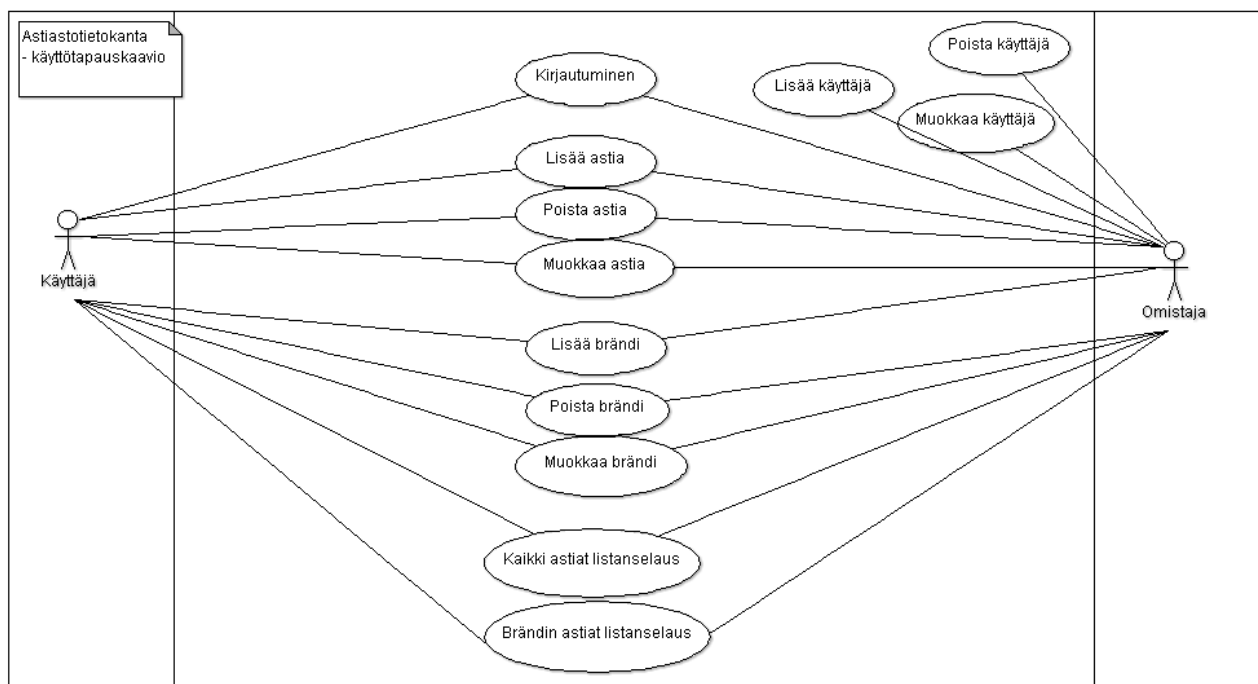 Astiastotietokanta
- käyttötapauskaavio
Poista käyttäjä
Kirjautuminen
Lisää käyttäjä
Muokkaa käyttäjä
Lisää astia
Poista astia
Muokkaa astia
Käyttäjä
Omistaja
Lisää brändi
Poista brändi
Muokkaa brändi
Kaikki astiat listanselaus
Brändin astiat listanselaus